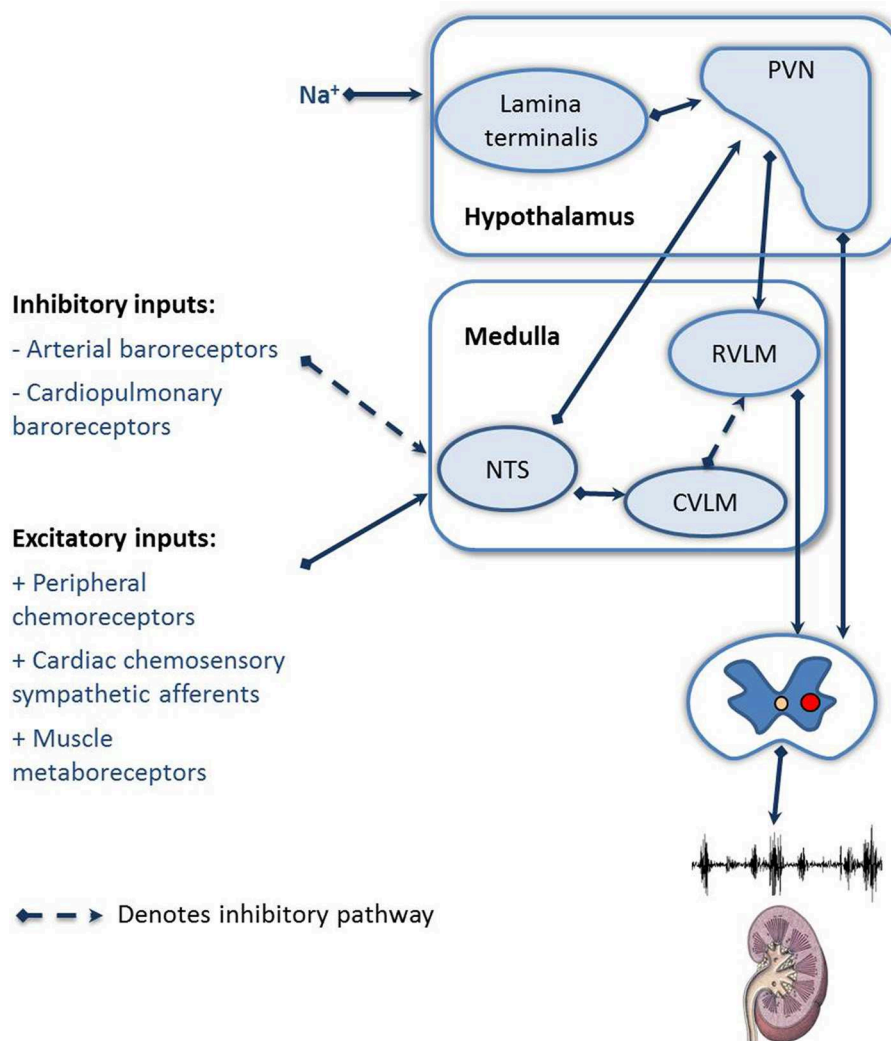 PVN
Na⁺
Lamina
terminalis
Hypothalamus
Inhibitory inputs:
- Arterial baroreceptors
- Cardiopulmonary
baroreceptors
Medulla
RVLM
NTS
CVLM
Excitatory inputs:
+ Peripheral
chemoreceptors
+ Cardiac chemosensory
sympathetic afferents
+ Muscle
metaboreceptors
Denotes inhibitory pathway